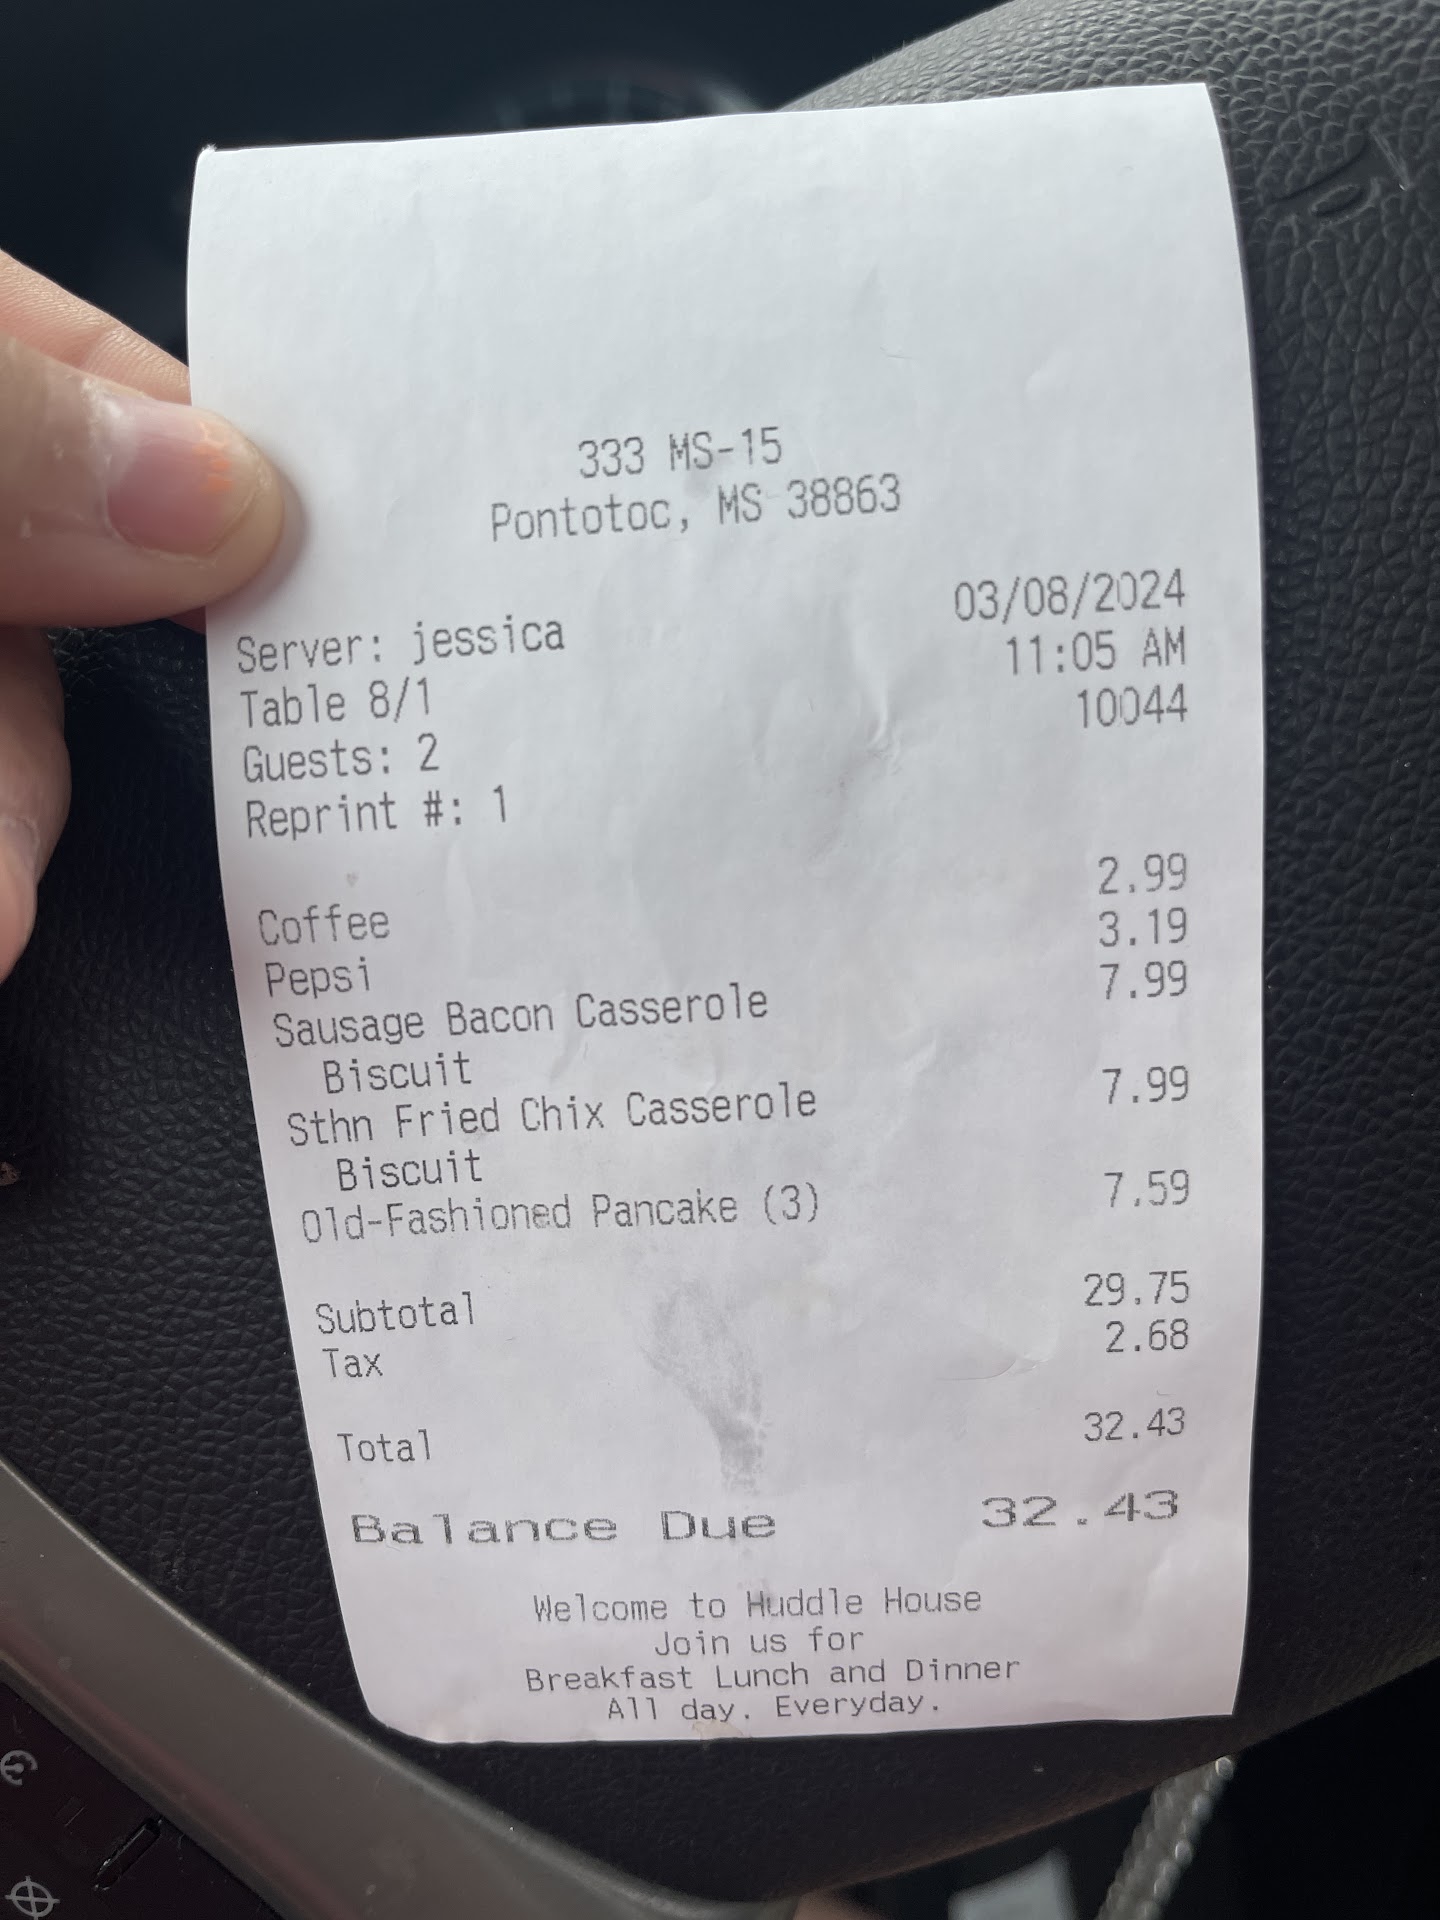 333 MS-15
Pontotoc, MS 38863
03/08/2024
Server: jessica 11:05 AM
Table 8/1 10044
Guests: 2
Reprint #: 1
Coffee 2.99
Pepsi 3.19
Sausage Bacon Casserole 7.99
Biscuit
Sthn Fried Chix Casserole 7.99
Biscuit
Old-Fashioned Pancake (3) 7.59
Subtotal 29.75
Tax 2.68
Total 32.43
Balance Due 32.43
Welcome to Huddle House
Join us for
Breakfast Lunch and Dinner
All day. Everyday.